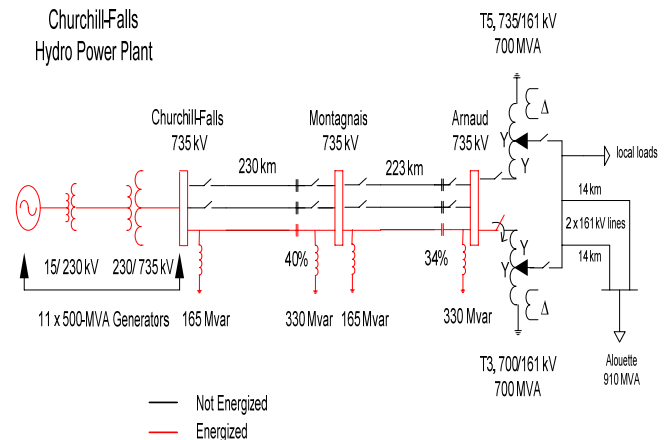 Churchill-Falls
Hydro Power Plant
T5, 735/161 kV
700 MVA
Δ
Churchill-Falls
735 kV
Montagnais
735 kV
Arnaud
735 kV
Y
Y
230 km
223 km
local loads
14 km
2 x 161 kV lines
14 km
15/ 230 kV
230/ 735 kV
40%
34%
Y
Y
Δ
11 x 500-MVA Generators
165 Mvar
330 Mvar
165 Mvar
330 Mvar
T3, 700/161 kV
700 MVA
Alouette
910 MVA
Not Energized
Energized